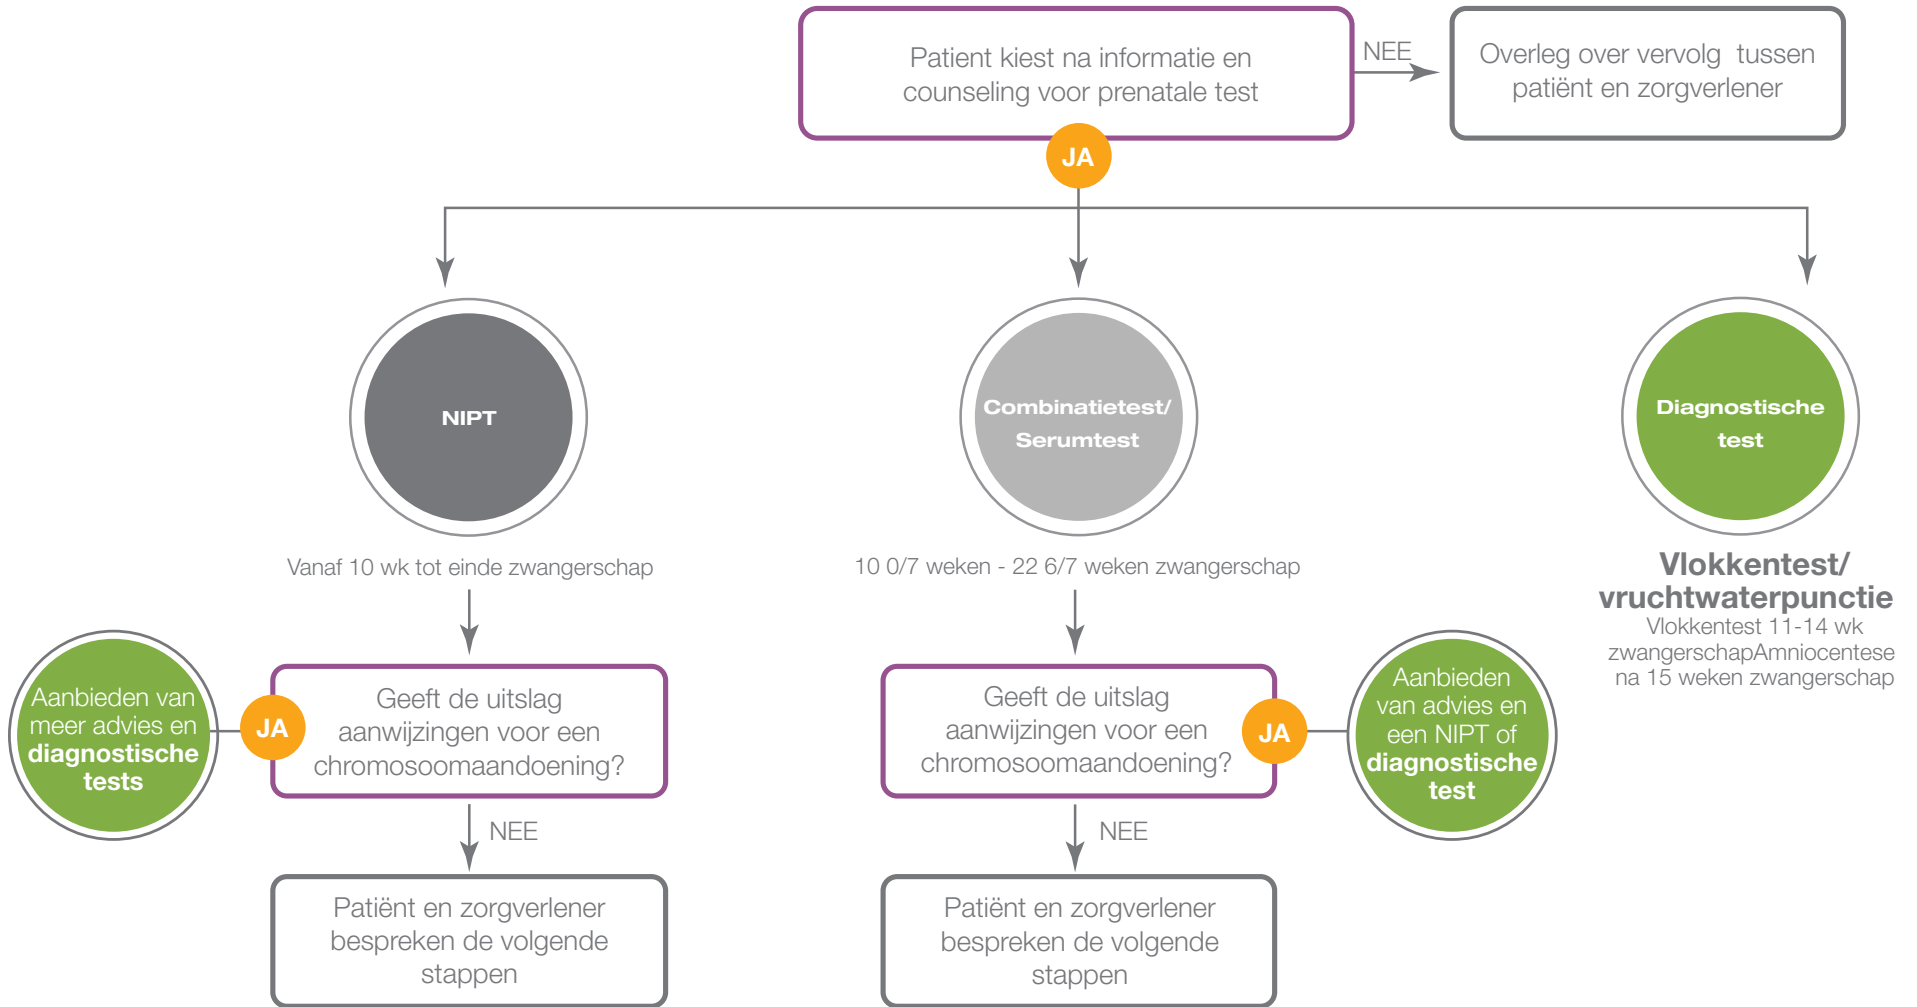 Patient kiest na informatie en
counseling voor prenatale test
NEE
Overleg over vervolg tussen
patiënt en zorgverlener
JA
NIPT
Combinatietest/
Serumtest
Diagnostische
test
Vanaf 10 wk tot einde zwangerschap
10 0/7 weken - 22 6/7 weken zwangerschap
Vlokkentest/
vruchtwaterpunctie
Vlokkentest 11-14 wk
zwangerschapAmniocentese
na 15 weken zwangerschap
Aanbieden van
meer advies en
diagnostische
tests
JA
Geeft de uitslag
aanwijzingen voor een
chromosoomaandoening?
Geeft de uitslag
aanwijzingen voor een
chromosoomaandoening?
JA
Aanbieden
van advies en
een NIPT of
diagnostische
test
NEE
NEE
Patiënt en zorgverlener
bespreken de volgende
stappen
Patiënt en zorgverlener
bespreken de volgende
stappen